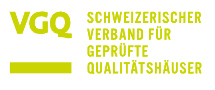 VGQ
SCHWEIZERISCHER
VERBAND FÜR
GEPRÜFTE
QUALITÄTSHÄUSER